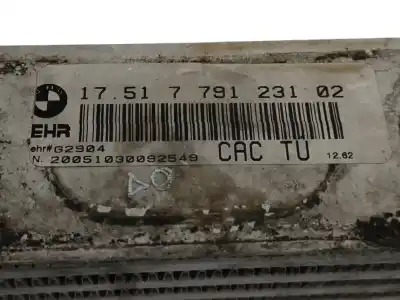 17.51 7 791 231 02
EHR
ehr# G2904
N. 20051030092549 CAC TU 12.62